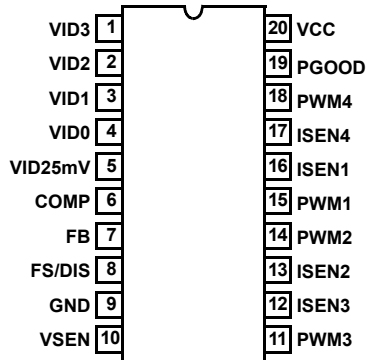 VID3 1 20 VCC
VID2 2 19 PGOOD
VID1 3 18 PWM4
VID0 4 17 ISEN4
VID25mV 5 16 ISEN1
COMP 6 15 PWM1
FB 7 14 PWM2
FS/DIS 8 13 ISEN2
GND 9 12 ISEN3
VSEN 10 11 PWM3